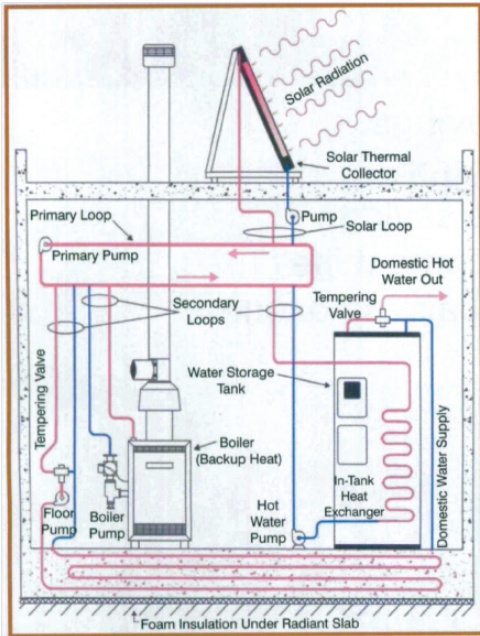 Solar Radiation
Solar Thermal
Collector
Primary Loop
Pump
Solar Loop
Primary Pump
Domestic Hot
Water Out
Secondary
Loops
Tempering
Valve
Tempering Valve
Water Storage
Tank
Boiler
(Backup Heat)
In-Tank
Heat
Exchanger
Domestic Water Supply
Floor
Pump
Boiler
Pump
Hot
Water
Pump
Foam Insulation Under Radiant Slab